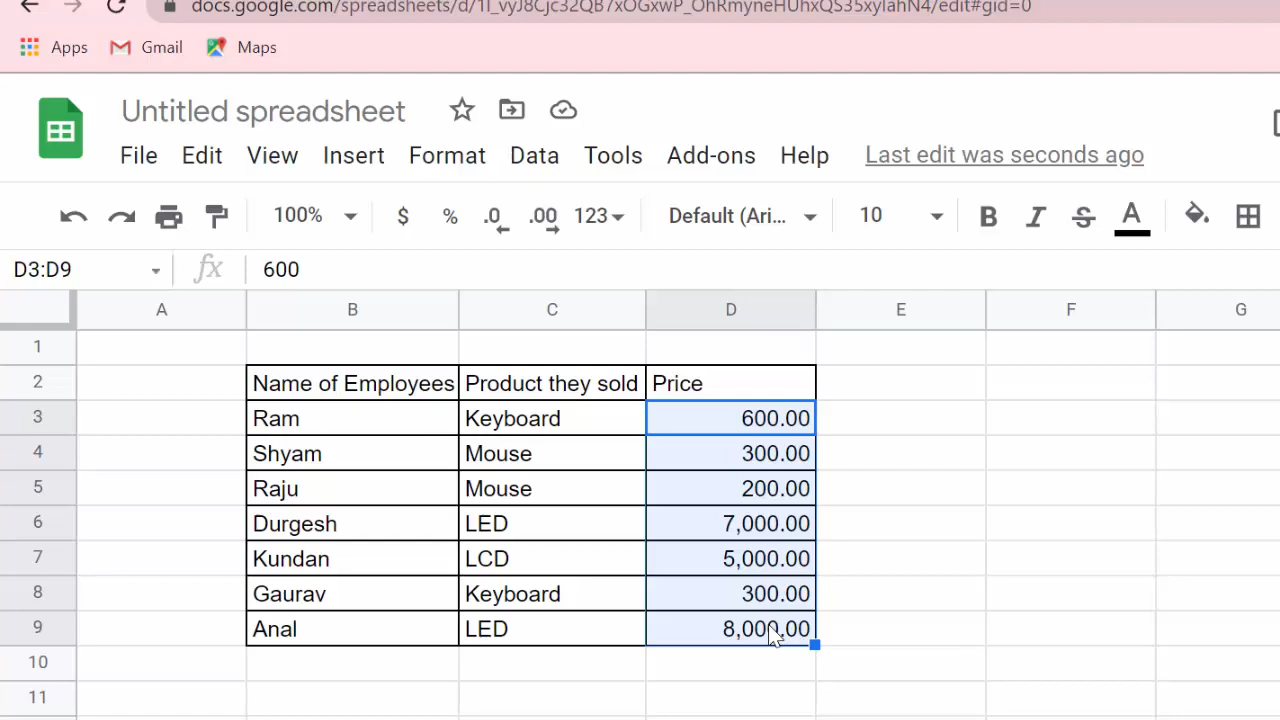 docs.google.com/spreadsheets/d/
Apps Gmail Maps
Untitled spreadsheet
File Edit View Insert Format Data Tools Add-ons Help Last edit was seconds ago
100% $ % .0 .00 123 Default (Ari... 10 B I S A
D3:D9 fx 600
A B C D E F G
1
2 Name of Employees Product they sold Price
3 Ram Keyboard 600.00
4 Shyam Mouse 300.00
5 Raju Mouse 200.00
6 Durgesh LED 7,000.00
7 Kundan LCD 5,000.00
8 Gaurav Keyboard 300.00
9 Anal LED 8,000.00
10
11